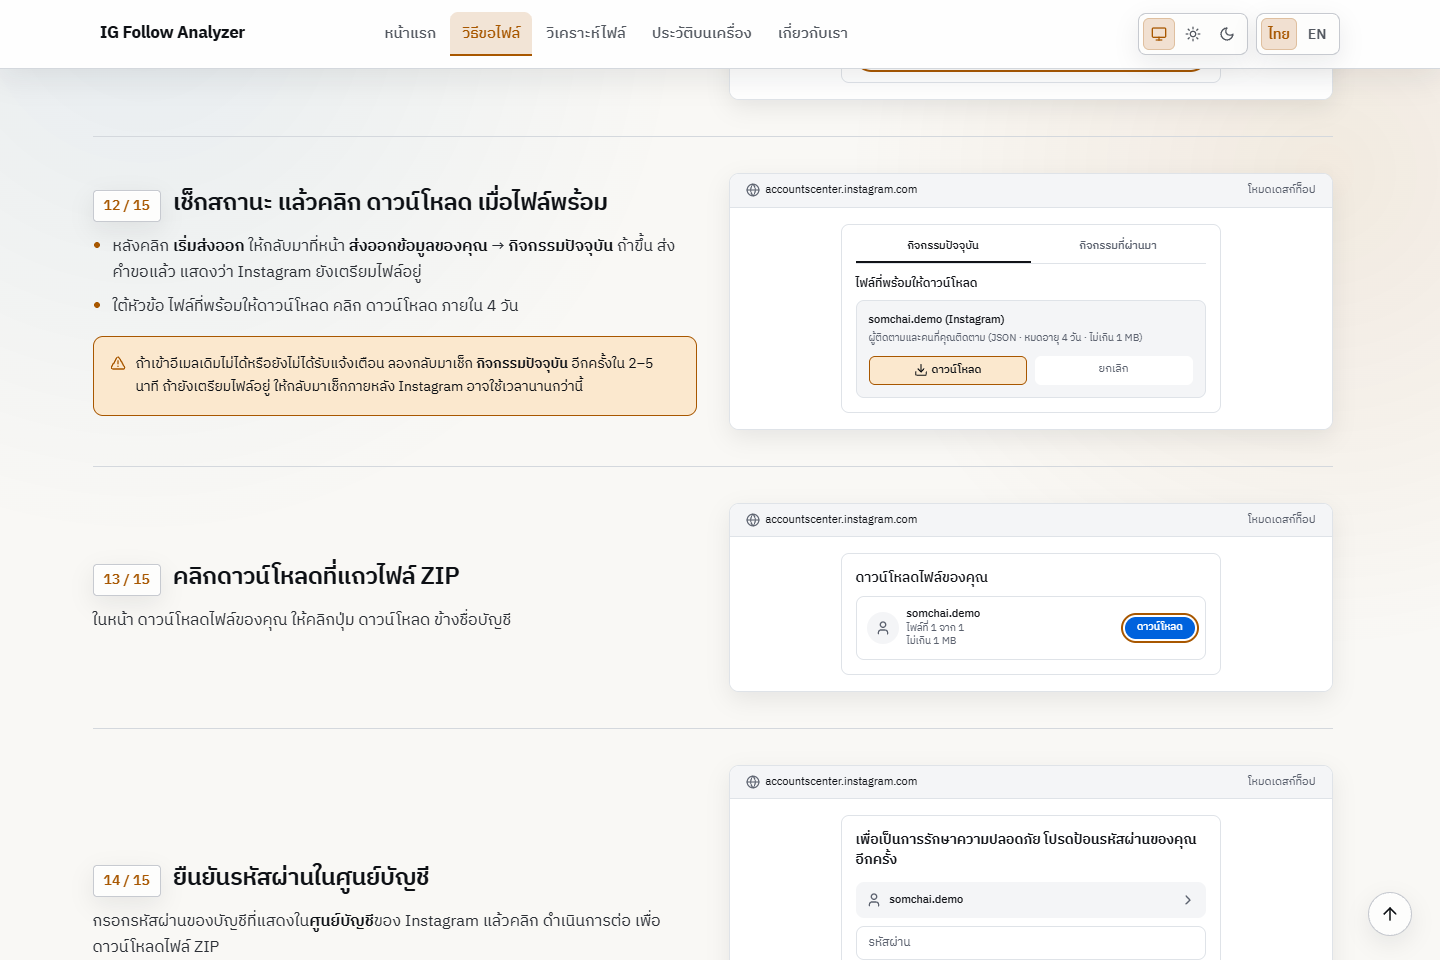 IG Follow Analyzer
หน้าแรก
วิธีขอไฟล์
วิเคราะห์ไฟล์
ประวัติบนเครื่อง
เกี่ยวกับเรา
ไทย
EN
12 / 15
เช็กสถานะ แล้วคลิก ดาวน์โหลด เมื่อไฟล์พร้อม
หลังคลิก เริ่มส่งออก ให้กลับมาที่หน้า ส่งออกข้อมูลของคุณ → กิจกรรมปัจจุบัน ถ้าขึ้น ส่ง
คำขอแล้ว แสดงว่า Instagram ยังเตรียมไฟล์อยู่
ใต้หัวข้อ ไฟล์ที่พร้อมให้ดาวน์โหลด คลิก ดาวน์โหลด ภายใน 4 วัน
ถ้าเข้าอีเมลเดิมไม่ได้หรือยังไม่ได้รับแจ้งเตือน ลองกลับมาเช็ก กิจกรรมปัจจุบัน อีกครั้งใน 2–5
นาที ถ้ายังเตรียมไฟล์อยู่ ให้กลับมาเช็กภายหลัง Instagram อาจใช้เวลานานกว่านี้
accountscenter.instagram.com
โหมดเดสก์ท็อป
กิจกรรมปัจจุบัน
กิจกรรมที่ผ่านมา
ไฟล์ที่พร้อมให้ดาวน์โหลด
somchai.demo (Instagram)
ผู้ติดตามและคนที่คุณติดตาม (JSON · หมดอายุ 4 วัน · ไม่เกิน 1 MB)
ดาวน์โหลด
ยกเลิก
13 / 15
คลิกดาวน์โหลดที่แถวไฟล์ ZIP
ในหน้า ดาวน์โหลดไฟล์ของคุณ ให้คลิกปุ่ม ดาวน์โหลด ข้างชื่อบัญชี
accountscenter.instagram.com
โหมดเดสก์ท็อป
ดาวน์โหลดไฟล์ของคุณ
somchai.demo
ไฟล์ที่ 1 จาก 1
ไม่เกิน 1 MB
ดาวน์โหลด
14 / 15
ยืนยันรหัสผ่านในศูนย์บัญชี
กรอกรหัสผ่านของบัญชีที่แสดงในศูนย์บัญชีของ Instagram แล้วคลิก ดำเนินการต่อ เพื่อ
ดาวน์โหลดไฟล์ ZIP
accountscenter.instagram.com
โหมดเดสก์ท็อป
เพื่อเป็นการรักษาความปลอดภัย โปรดป้อนรหัสผ่านของคุณ
อีกครั้ง
somchai.demo
รหัสผ่าน